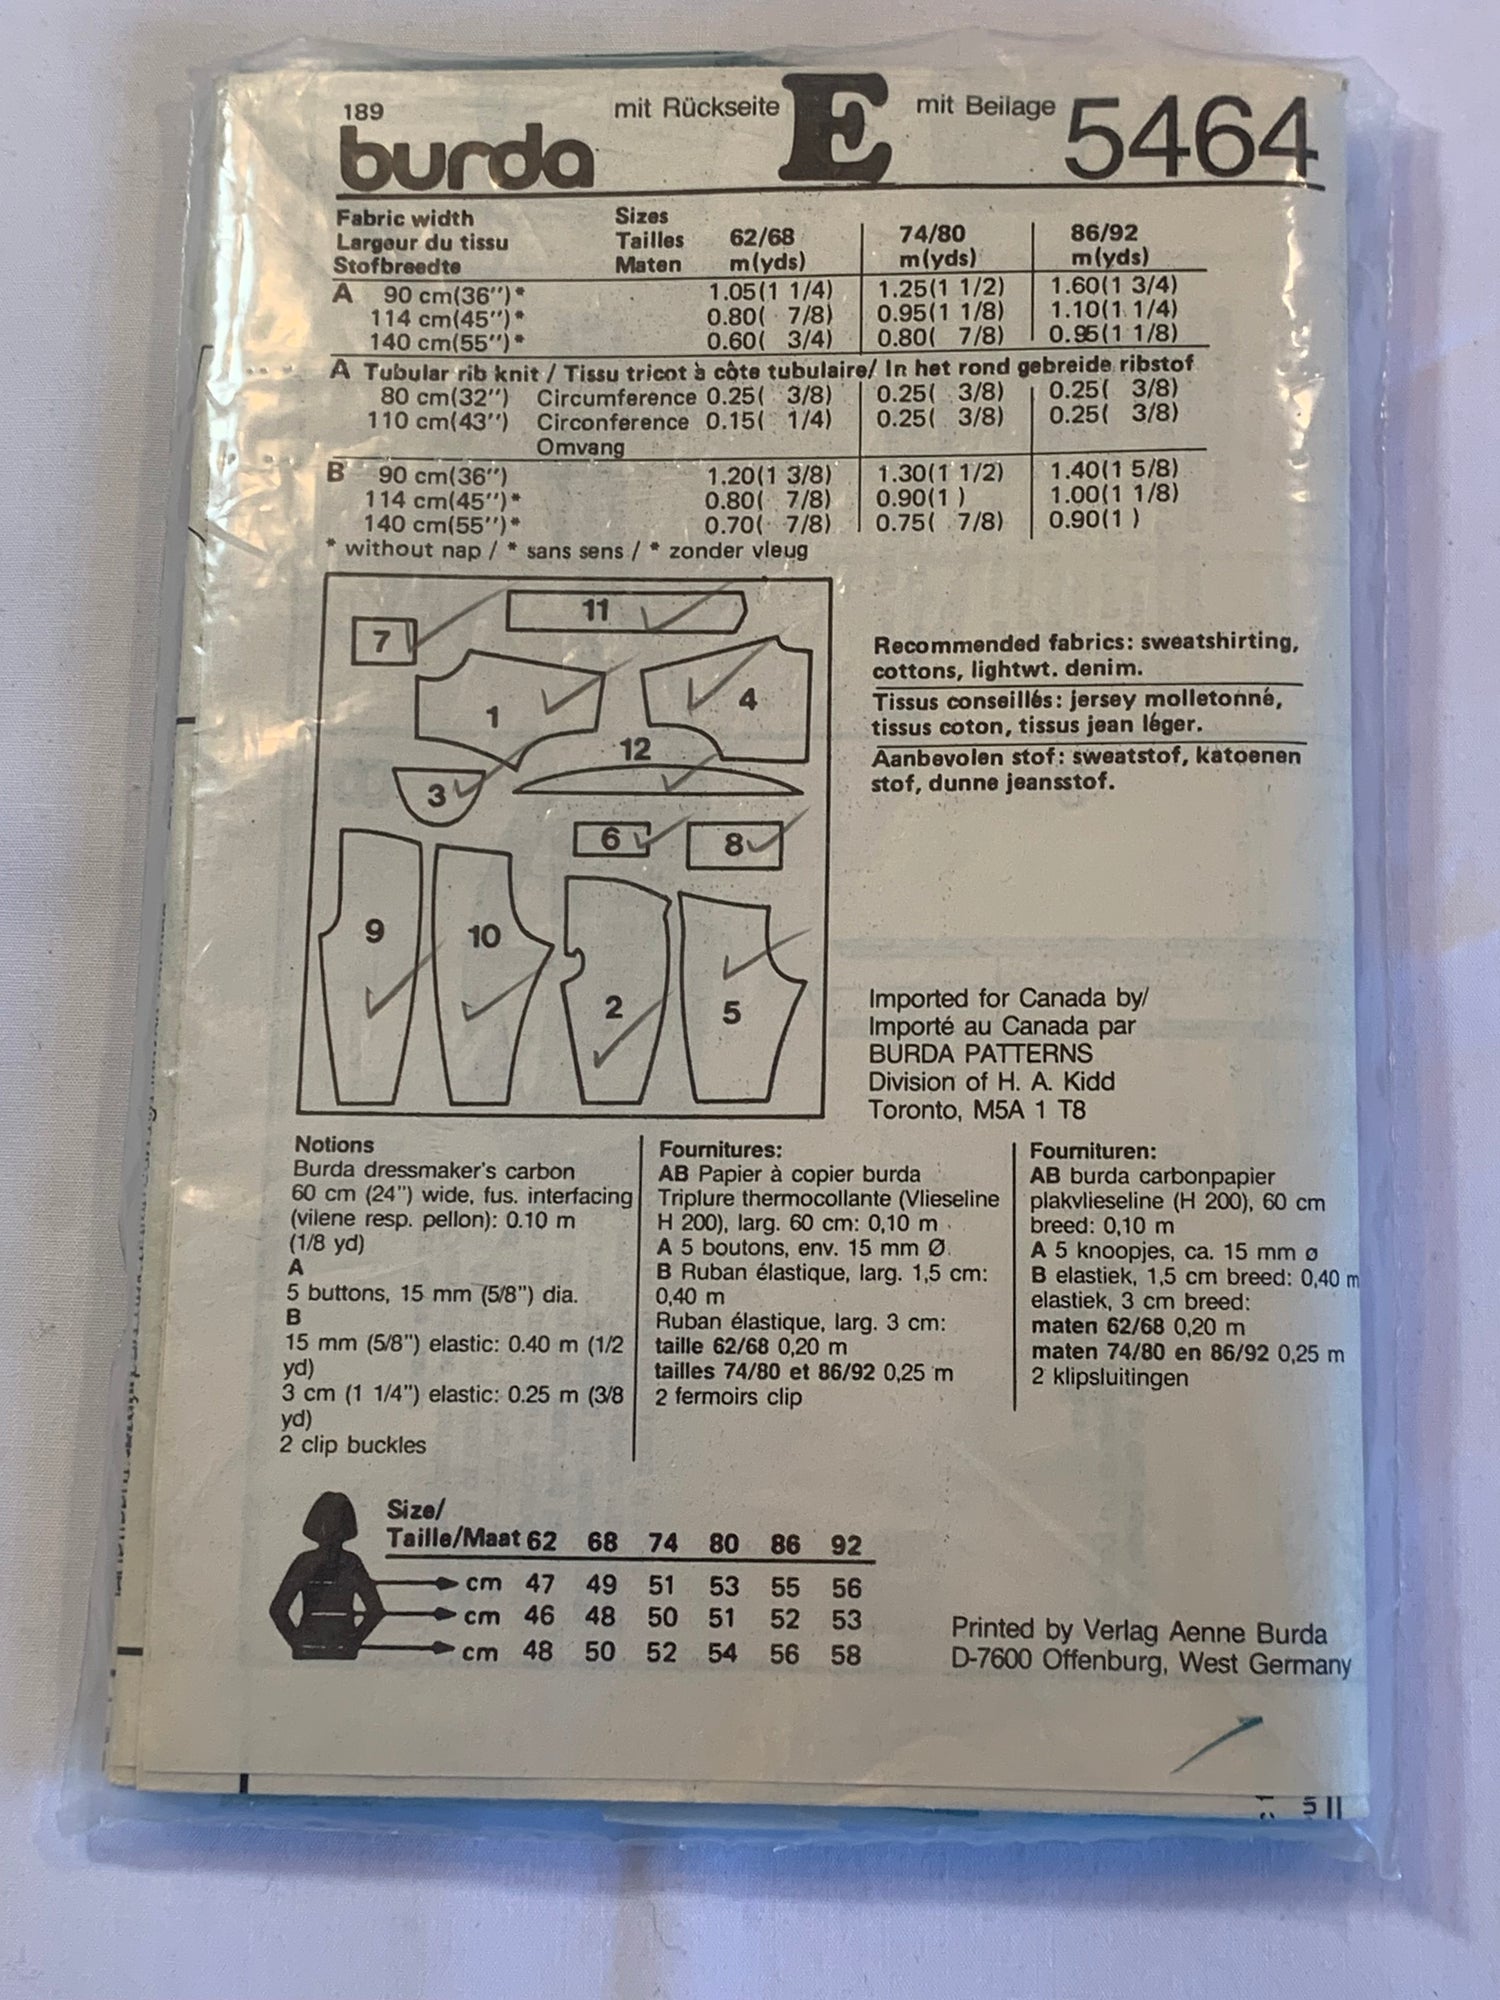 189 mit Rückseite E mit Beilage 5464
burda
Fabric width Sizes
Largeur du tissu Tailles 62/68 74/80 86/92
Stofbreedte Maten m(yds) m(yds) m(yds)
A 90 cm(36'')* 1.05(1 1/4) 1.25(1 1/2) 1.60(1 3/4)
114 cm(45'')* 0.80( 7/8) 0.95(1 1/8) 1.10(1 1/4)
140 cm(55'')* 0.60( 3/4) 0.80( 7/8) 0.95(1 1/8)
A Tubular rib knit / Tissu tricot à côte tubulaire/ In het rond gebreide ribstof
80 cm(32'') Circumference 0.25( 3/8) 0.25( 3/8) 0.25( 3/8)
110 cm(43'') Circonference 0.15( 1/4) 0.25( 3/8) 0.25( 3/8)
Omvang
B 90 cm(36'') 1.20(1 3/8) 1.30(1 1/2) 1.40(1 5/8)
114 cm(45'')* 0.80( 7/8) 0.90(1 ) 1.00(1 1/8)
140 cm(55'')* 0.70( 7/8) 0.75( 7/8) 0.90(1 )
* without nap / * sans sens / * zonder vleug
7 11
1 4
12
3
6 8
9 10
2 5
Recommended fabrics: sweatshirting,
cottons, lightwt. denim.
Tissus conseillés: jersey molletonné,
tissus coton, tissus jean léger.
Aanbevolen stof: sweatstof, katoenen
stof, dunne jeansstof.
Imported for Canada by/
Importé au Canada par
BURDA PATTERNS
Division of H. A. Kidd
Toronto, M5A 1 T8
Notions
Burda dressmaker's carbon
60 cm (24") wide, fus. interfacing
(vilene resp. pellon): 0.10 m
(1/8 yd)
A
5 buttons, 15 mm (5/8") dia.
B
15 mm (5/8") elastic: 0.40 m (1/2
yd)
3 cm (1 1/4") elastic: 0.25 m (3/8
yd)
2 clip buckles
Fournitures:
AB Papier à copier burda
Triplure thermocollante (Vlieseline
H 200), larg. 60 cm: 0,10 m
A 5 boutons, env. 15 mm Ø.
B Ruban élastique, larg. 1,5 cm:
0,40 m
Ruban élastique, larg. 3 cm:
taille 62/68 0,20 m
tailles 74/80 et 86/92 0,25 m
2 fermoirs clip
Fournituren:
AB burda carbonpapier
plakvlieseline (H 200), 60 cm
breed: 0,10 m
A 5 knoopjes, ca. 15 mm ø
B elastiek, 1,5 cm breed: 0,40 m
elastiek, 3 cm breed:
maten 62/68 0,20 m
maten 74/80 en 86/92 0,25 m
2 klipsluitingen
Size/
Taille/Maat 62 68 74 80 86 92
cm 47 49 51 53 55 56
cm 46 48 50 51 52 53
cm 48 50 52 54 56 58
Printed by Verlag Aenne Burda
D-7600 Offenburg, West Germany